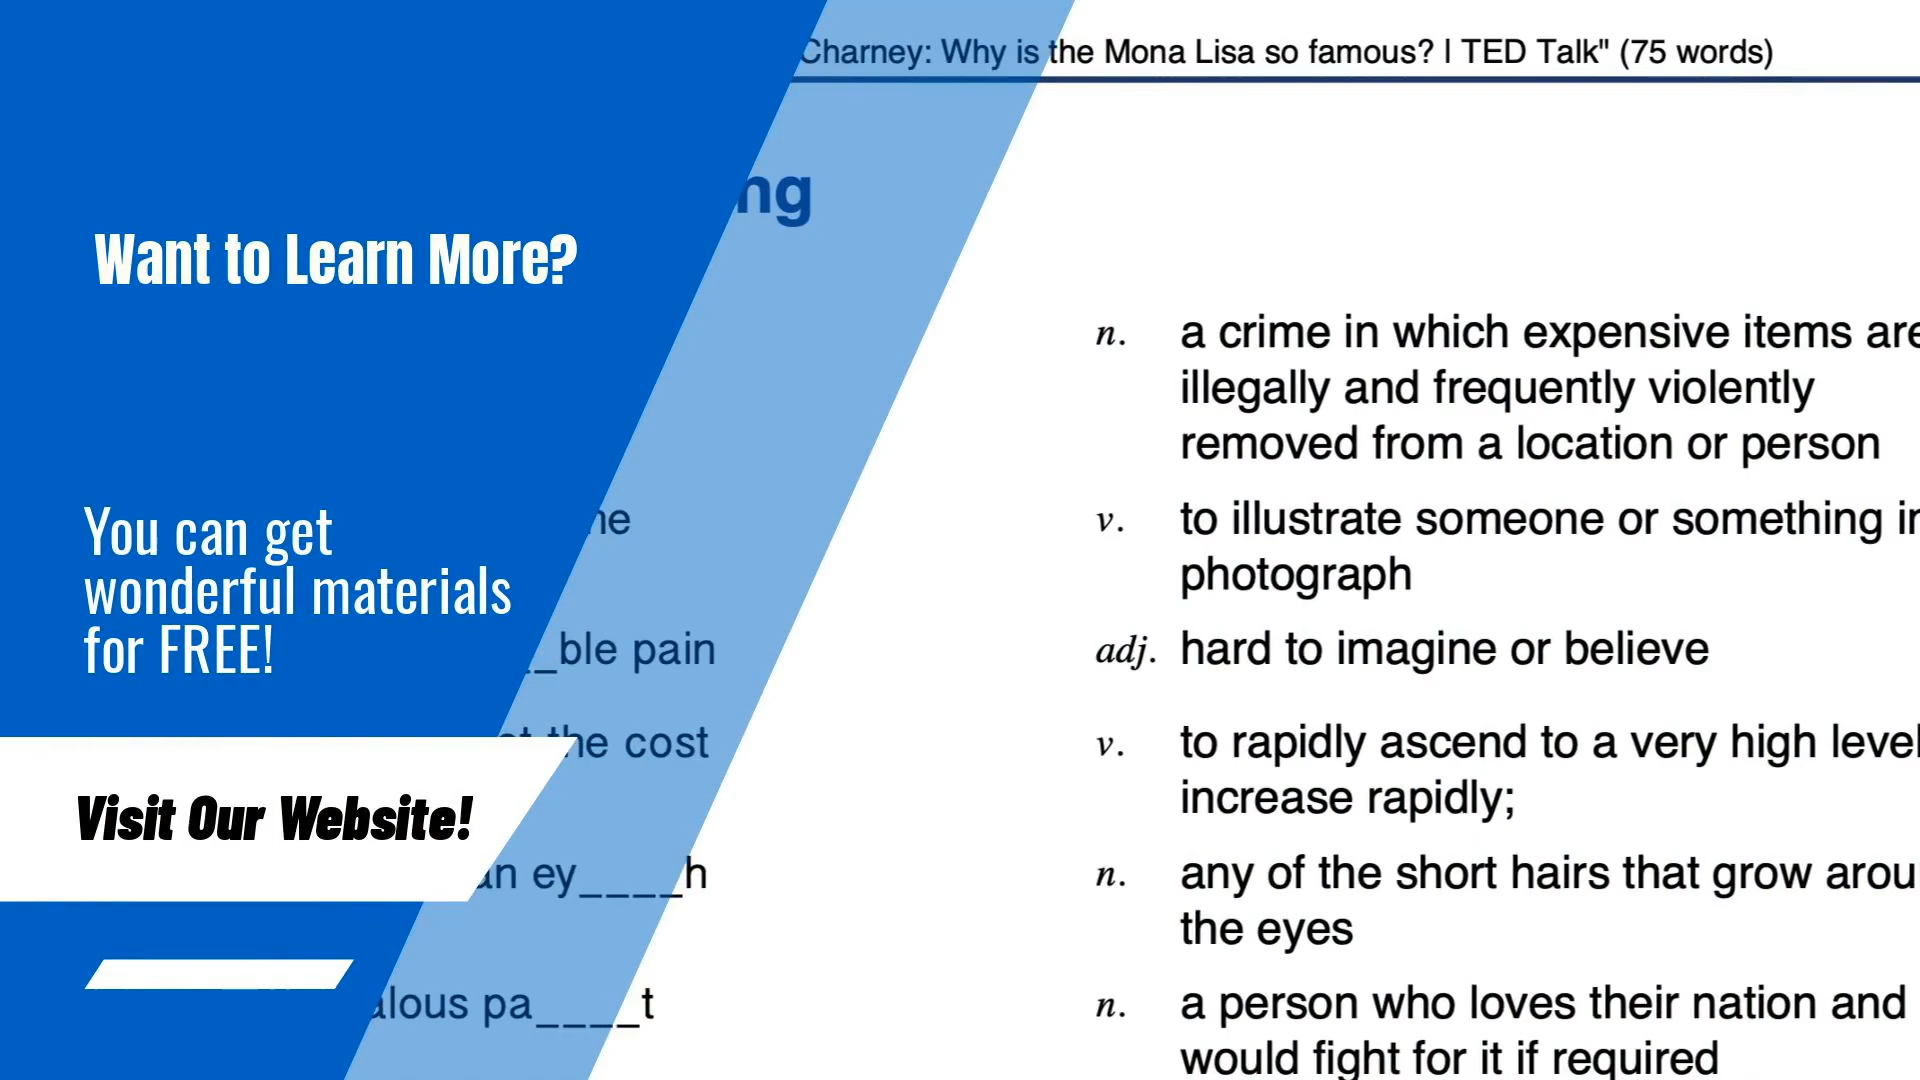 Charney: Why is the Mona Lisa so famous? | TED Talk" (75 words)
ng
Want to Learn More?
You can get
wonderful materials
for FREE!
Visit Our Website!
n. a crime in which expensive items are
illegally and frequently violently
removed from a location or person
v. to illustrate someone or something in
photograph
_ble pain adj. hard to imagine or believe
the cost v. to rapidly ascend to a very high level
increase rapidly;
an ey____h n. any of the short hairs that grow arou
the eyes
alous pa____t n. a person who loves their nation and
would fight for it if required